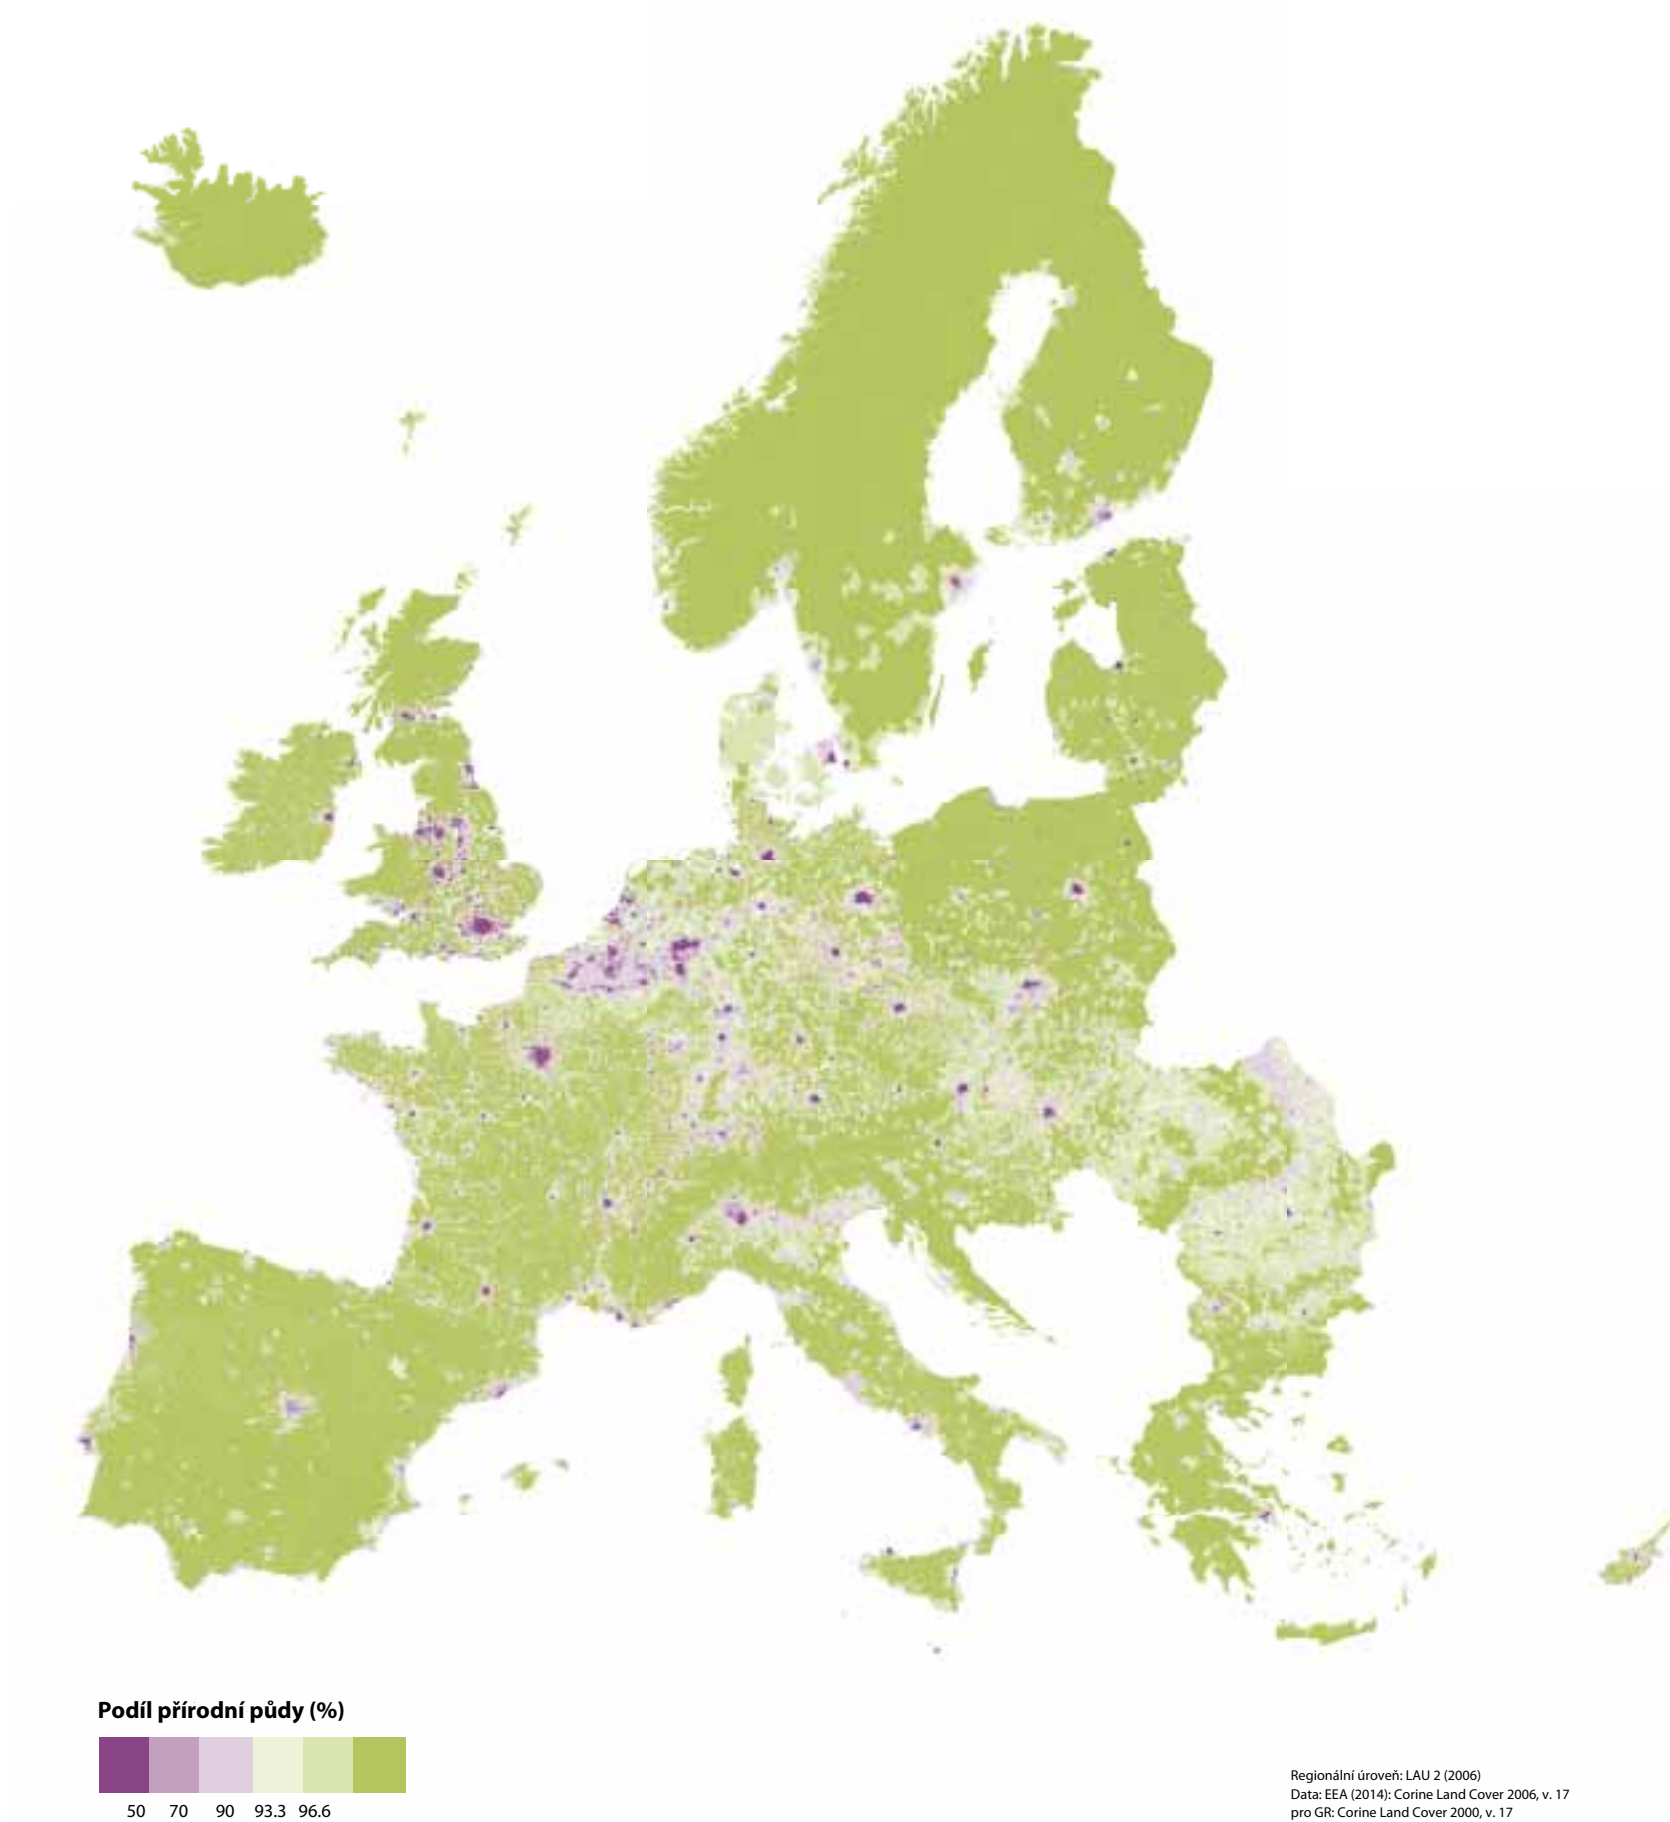 Podíl přírodní půdy (%)
50 70 90 93.3 96.6
Regionální úroveň: LAU 2 (2006)
Data: EEA (2014): Corine Land Cover 2006, v. 17
pro GR: Corine Land Cover 2000, v. 17